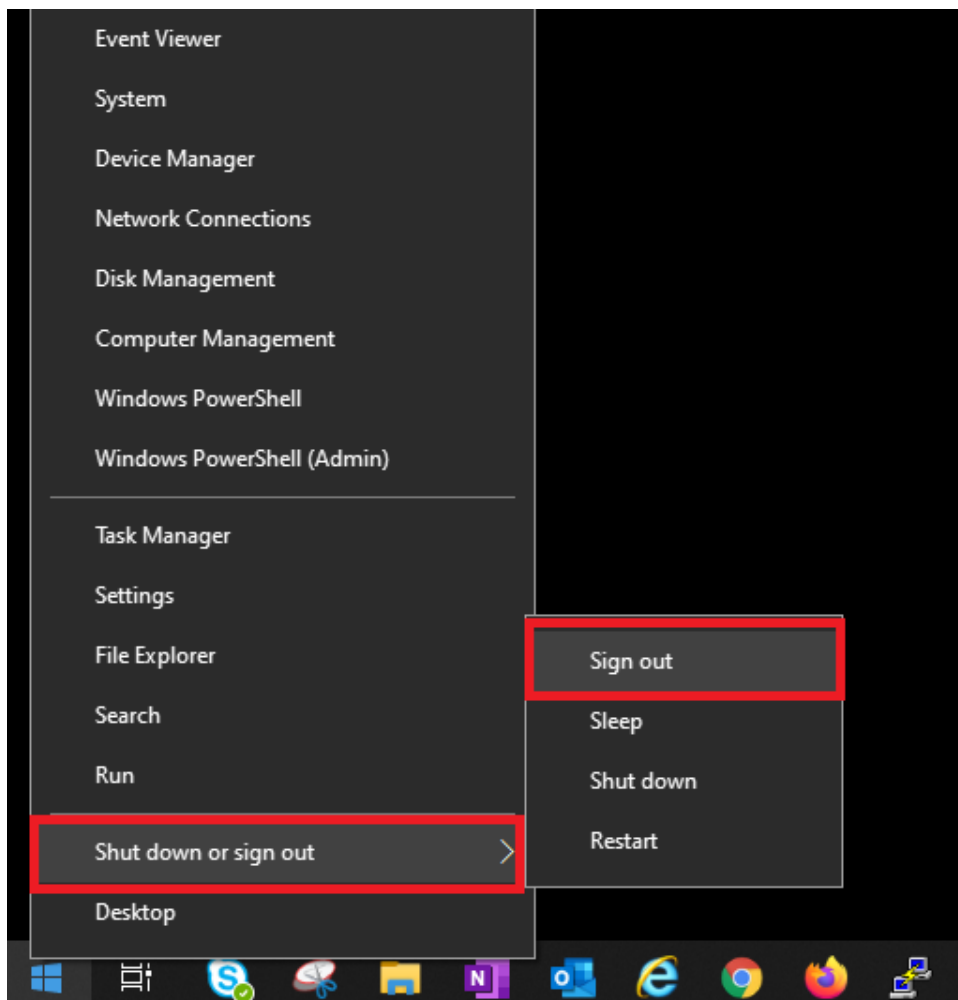 Event Viewer
System
Device Manager
Network Connections
Disk Management
Computer Management
Windows PowerShell
Windows PowerShell (Admin)
Task Manager
Settings
File Explorer
Search
Run
Shut down or sign out
Desktop
Sign out
Sleep
Shut down
Restart
S
N
o